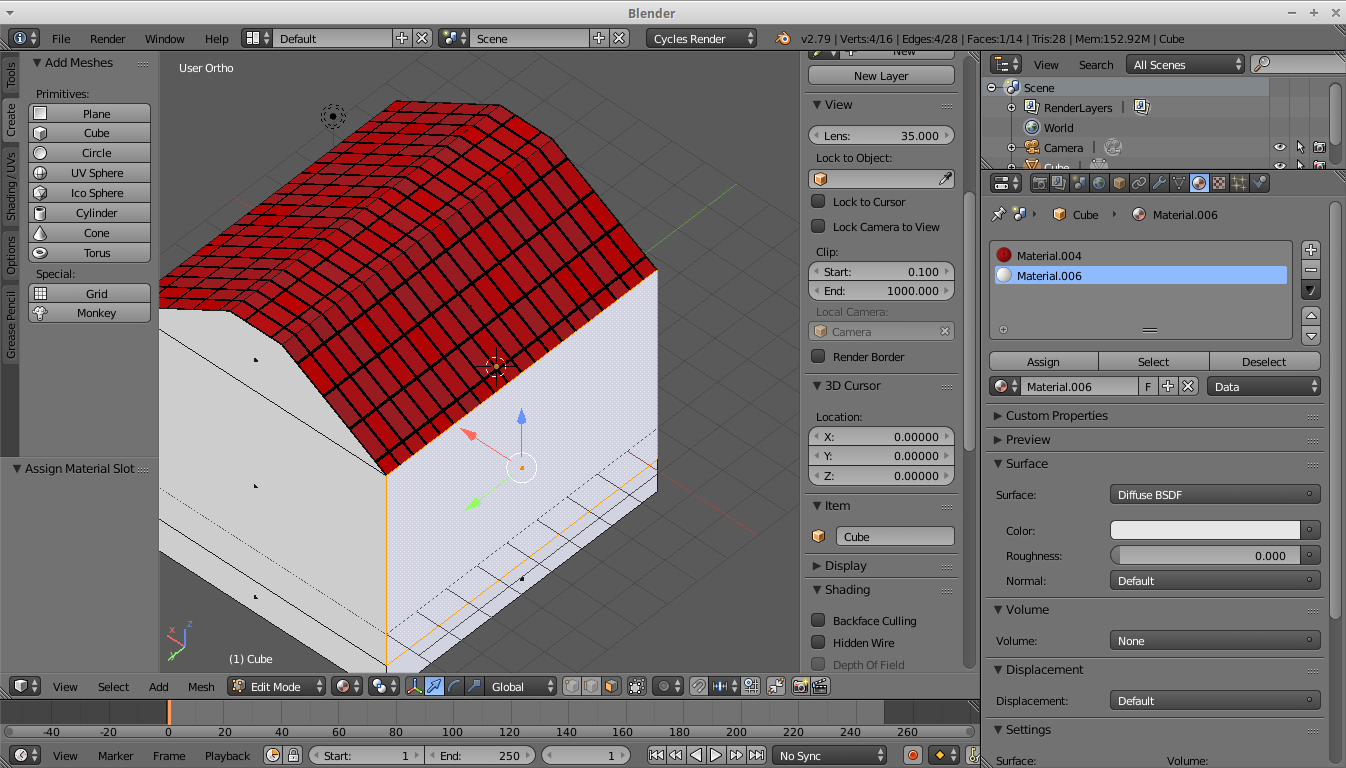 Blender
File Render Window Help Default Scene Cycles Render v2.79 | Verts:4/16 | Edges:4/28 | Faces:1/14 | Tris:28 | Mem:152.92M | Cube
Tools
Create
Shading / UVs
Options
Grease Pencil
Add Meshes
Primitives:
Plane
Cube
Circle
UV Sphere
Ico Sphere
Cylinder
Cone
Torus
Special:
Grid
Monkey
Assign Material Slot
User Ortho
X
Z
Y
(1) Cube
New
New Layer
View
Lens: 35.000
Lock to Object:
Lock to Cursor
Lock Camera to View
Clip:
Start: 0.100
End: 1000.000
Local Camera:
Camera
Render Border
3D Cursor
Location:
X: 0.00000
Y: 0.00000
Z: 0.00000
Item
Cube
Display
Shading
Backface Culling
Hidden Wire
Depth Of Field
View Search All Scenes
Scene
RenderLayers |
World
Camera |
Cube |
Cube Material.006
Material.004
Material.006
Assign Select Deselect
Material.006 F Data
Custom Properties
Preview
Surface
Surface: Diffuse BSDF
Color:
Roughness: 0.000
Normal: Default
Volume
Volume: None
Displacement
Displacement: Default
Settings
Surface: Volume:
View Select Add Mesh Edit Mode Global
-40 -20 0 20 40 60 80 100 120 140 160 180 200 220 240 260
View Marker Frame Playback Start: 1 End: 250 1 No Sync